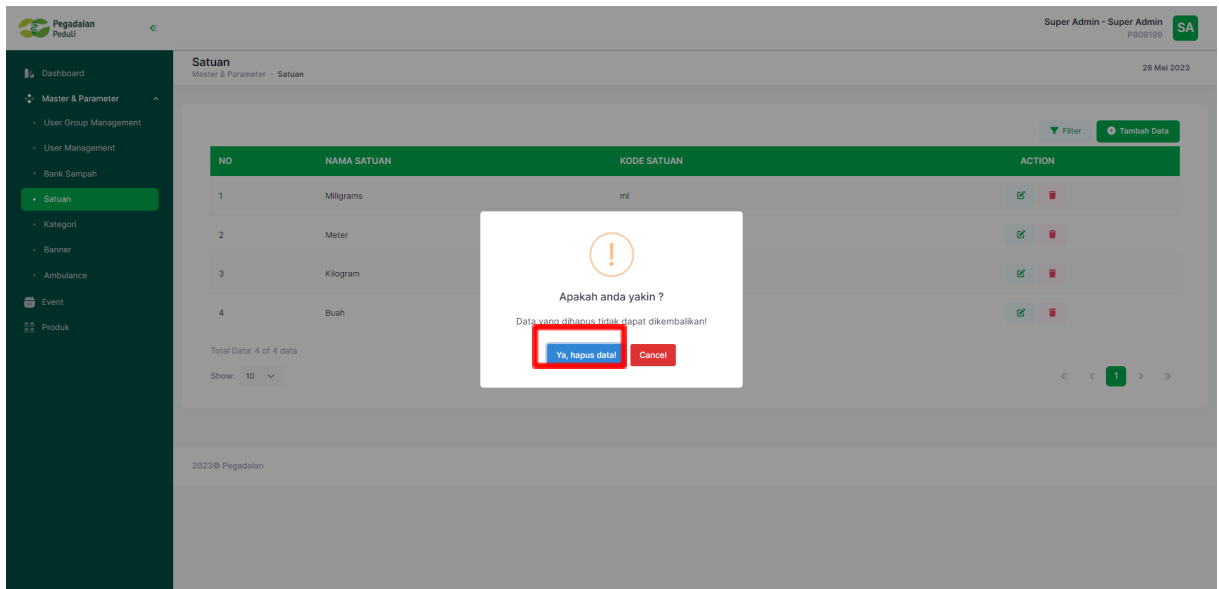 Pegadaian
Peduli
Super Admin - Super Admin
P909199
SA
Dashboard
Master & Parameter
User Group Management
User Management
Bank Sampah
Satuan
Kategori
Banner
Ambulance
Event
Produk
Satuan
Master & Parameter - Satuan
28 Mei 2023
Filter
Tambah Data
NO NAMA SATUAN KODE SATUAN ACTION
1 Miligrams ml
2 Meter
3 Kilogram
4 Buah
Total Data: 4 of 4 data
Show: 10
1
!
Apakah anda yakin ?
Data yang dihapus tidak dapat dikembalikan!
Ya, hapus data!
Cancel
2023© Pegadaian